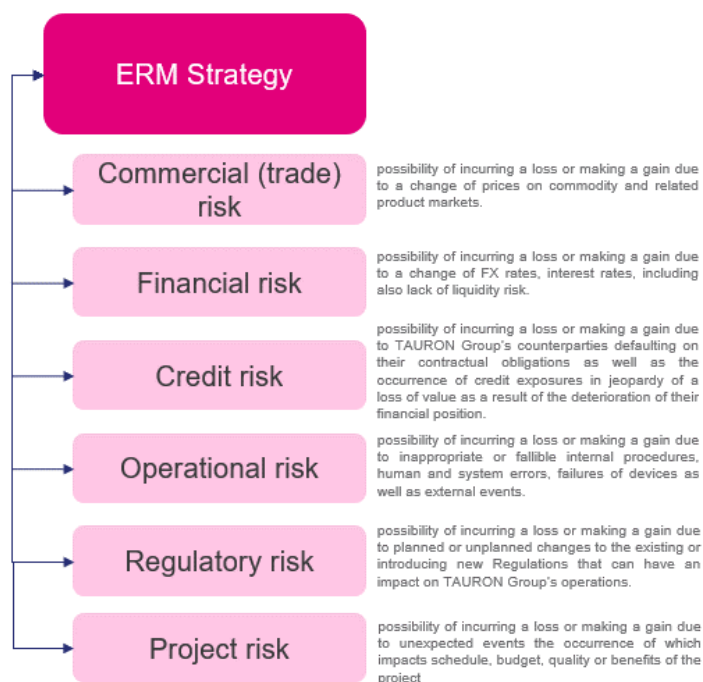 ERM Strategy
Commercial (trade)
risk
possibility of incurring a loss or making a gain due
to a change of prices on commodity and related
product markets.
Financial risk
possibility of incurring a loss or making a gain due
to a change of FX rates, interest rates, including
also lack of liquidity risk.
Credit risk
possibility of incurring a loss or making a gain due
to TAURON Group's counterparties defaulting on
their contractual obligations as well as the
occurrence of credit exposures in jeopardy of a
loss of value as a result of the deterioration of their
financial position.
Operational risk
possibility of incurring a loss or making a gain due
to inappropriate or fallible internal procedures,
human and system errors, failures of devices as
well as external events.
Regulatory risk
possibility of incurring a loss or making a gain due
to planned or unplanned changes to the existing or
introducing new Regulations that can have an
impact on TAURON Group's operations.
Project risk
possibility of incurring a loss or making a gain due
to unexpected events the occurrence of which
impacts schedule, budget, quality or benefits of the
project